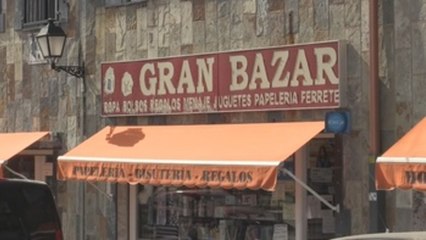 GRAN BAZAR
ROPA BOLSOS REGALOS MENAJE JUGUETES PAPELERIA FERRETE
PAPELERIA - BISUTERIA - REGALOS